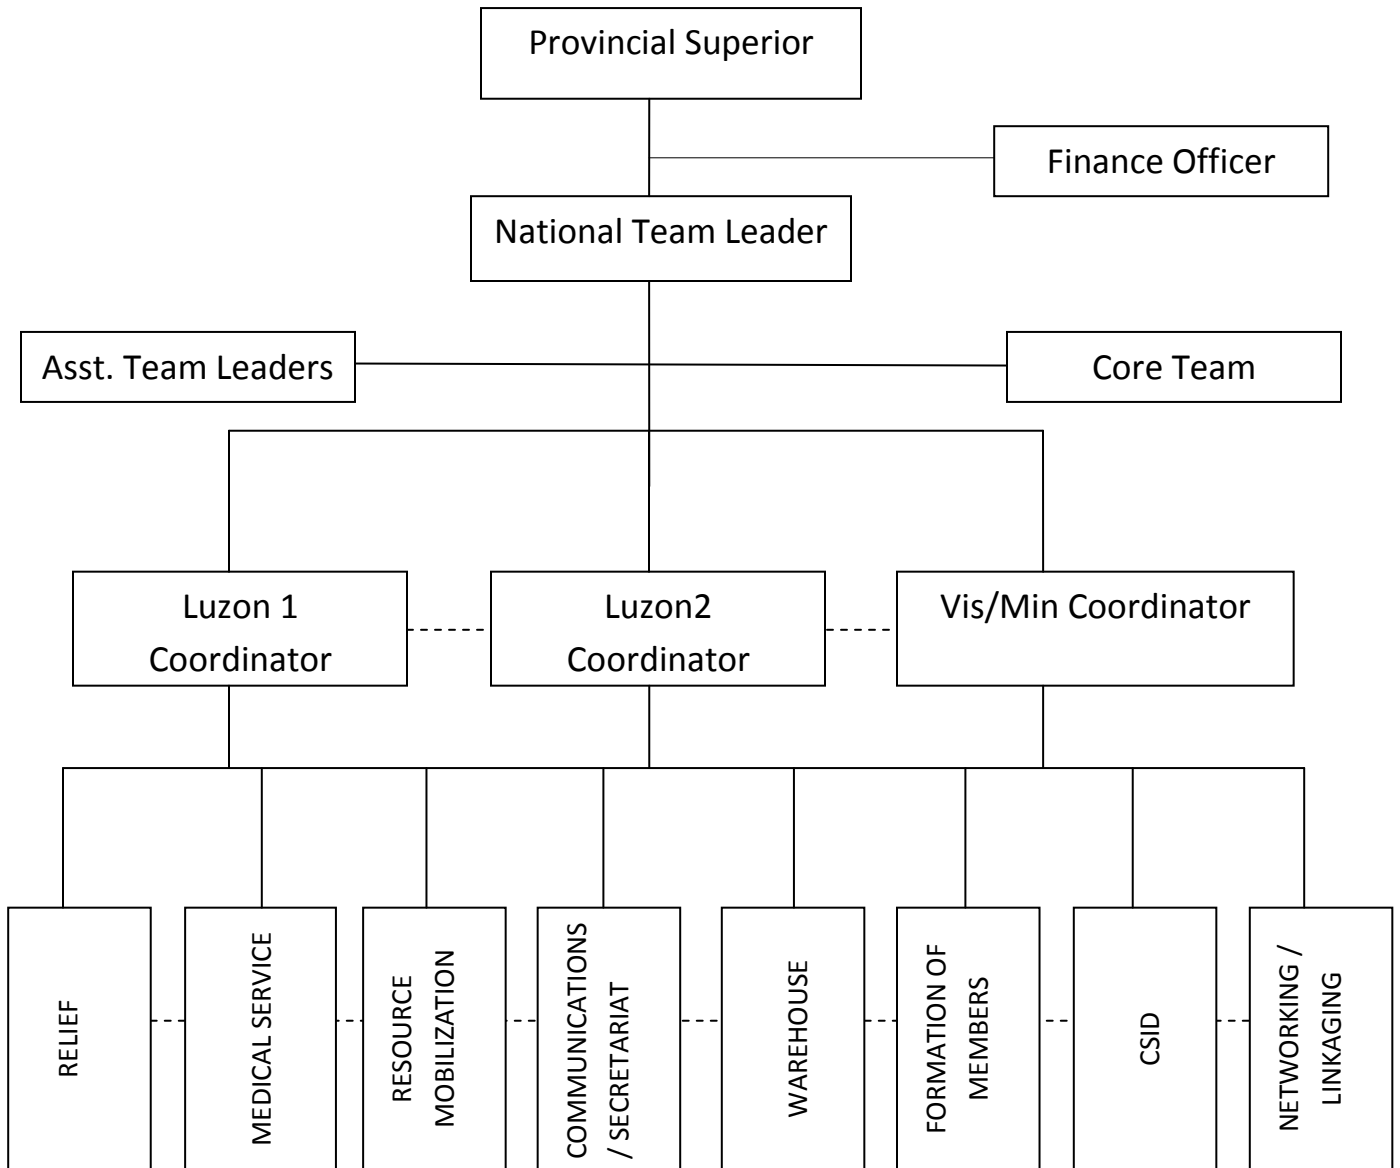 Provincial Superior
Finance Officer
National Team Leader
Asst. Team Leaders
Core Team
Luzon 1
Coordinator
Luzon2
Coordinator
Vis/Min Coordinator
RELIEF
MEDICAL SERVICE
RESOURCE
MOBILIZATION
COMMUNICATIONS
/ SECRETARIAT
WAREHOUSE
FORMATION OF
MEMBERS
CSID
NETWORKING /
LINKAGING